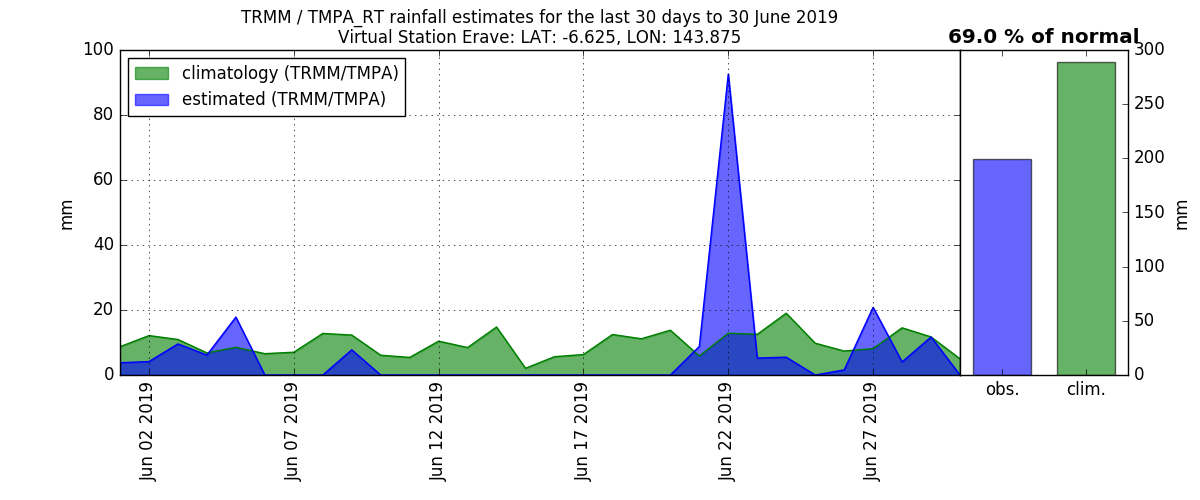 TRMM / TMPA_RT rainfall estimates for the last 30 days to 30 June 2019
Virtual Station Erave: LAT: -6.625, LON: 143.875
69.0 % of normal
climatology (TRMM/TMPA)
estimated (TRMM/TMPA)
mm
100
80
60
40
20
0
Jun 02 2019
Jun 07 2019
Jun 12 2019
Jun 17 2019
Jun 22 2019
Jun 27 2019
obs.
clim.
300
250
200
150
100
50
0
mm